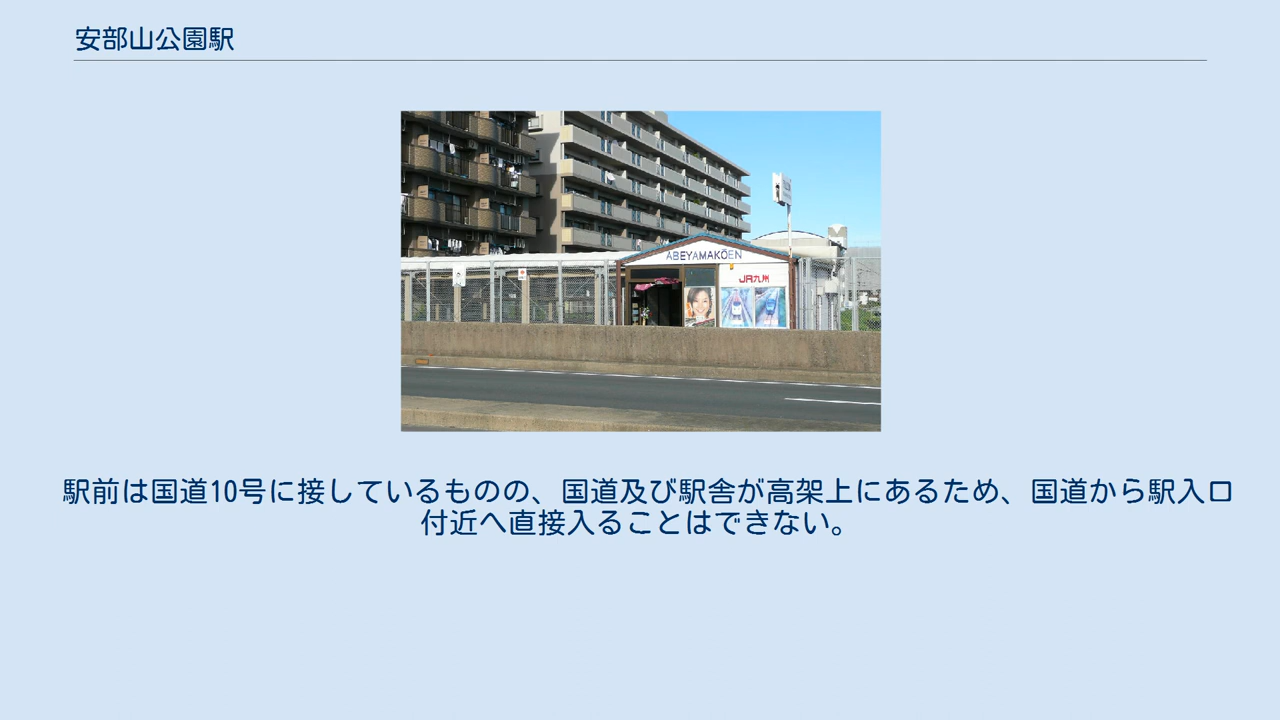 安部山公園駅
ABEYAMAKŌEN
JR九州
駅前は国道10号に接しているものの、国道及び駅舎が高架上にあるため、国道から駅入口
付近へ直接入ることはできない。